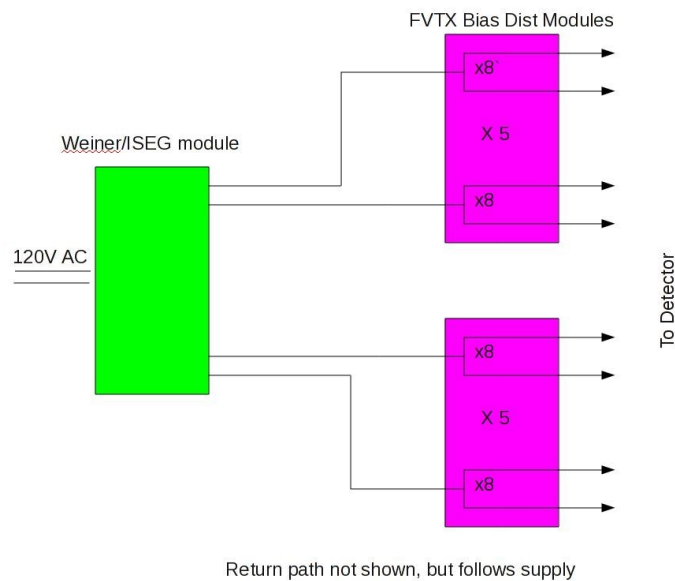 FVTX Bias Dist Modules
x8`
X 5
Weiner/ISEG module
x8
120V AC
To Detector
x8
X 5
x8
Return path not shown, but follows supply